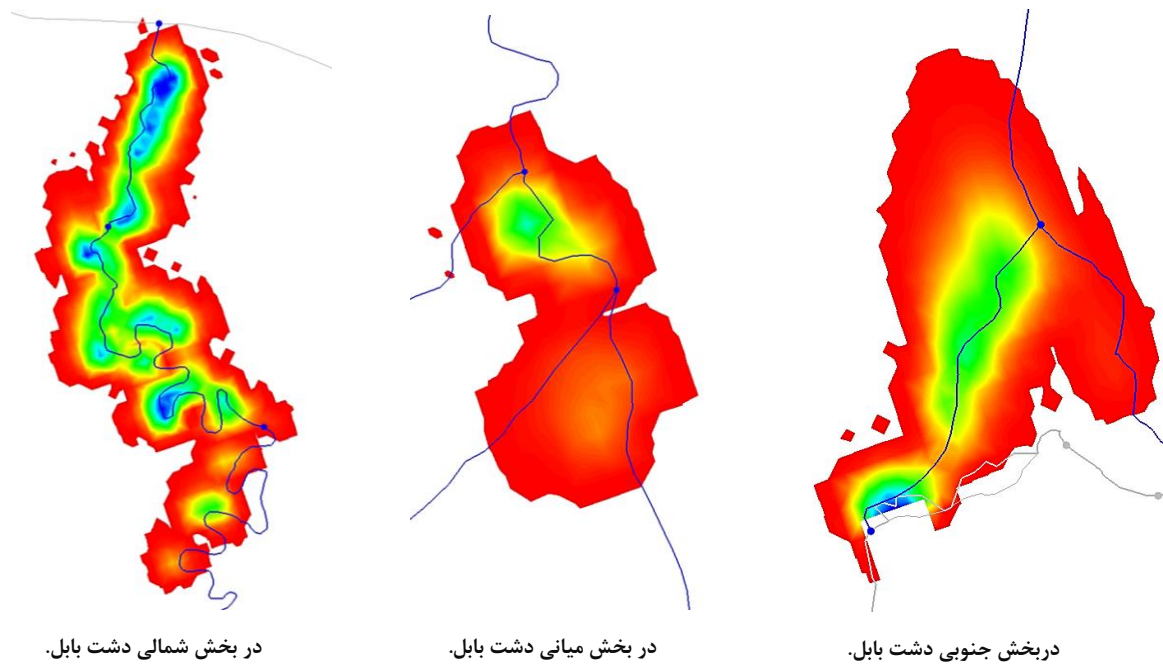 دربخش جنوبی دشت بابل.
در بخش میانی دشت بابل.
در بخش شمالی دشت بابل.